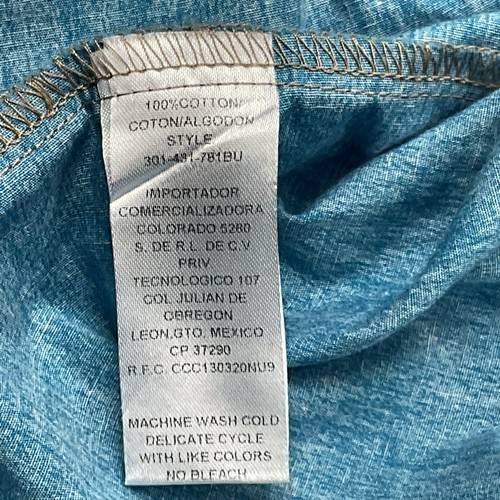 100%COTTON/
COTON/ALGODON
STYLE
301-431-781BU
IMPORTADOR
COMERCIALIZADORA
COLORADO 5280
S. DE R.L. DE C.V
PRIV
TECNOLOGICO 107
COL JULIAN DE
OBREGON
LEON,GTO, MEXICO
CP 37290
R.F.C. CCC130320NU9
MACHINE WASH COLD
DELICATE CYCLE
WITH LIKE COLORS
NO BLEACH